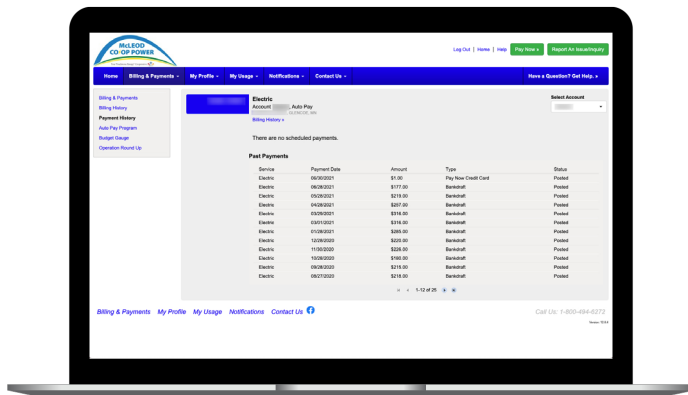 McLEOD
CO-OP POWER
Log Out | Home | Help
Pay Now »
Report An Issue/Inquiry
Home
Billing & Payments
My Profile
My Usage
Notifications
Contact Us
Have a Question? Get Help. »
Billing & Payments
Billing History
Payment History
Auto Pay Program
Budget Gauge
Operation Round Up
Electric
Account , Auto Pay
, GLENCOE, MN
Billing History »
Select Account
There are no scheduled payments.
Past Payments
Service Payment Date Amount Type Status
Electric 06/30/2021 $1.00 Pay Now Credit Card Posted
Electric 06/28/2021 $177.00 Bankdraft Posted
Electric 05/28/2021 $219.00 Bankdraft Posted
Electric 04/28/2021 $257.00 Bankdraft Posted
Electric 03/29/2021 $316.00 Bankdraft Posted
Electric 03/01/2021 $316.00 Bankdraft Posted
Electric 01/28/2021 $285.00 Bankdraft Posted
Electric 12/28/2020 $220.00 Bankdraft Posted
Electric 11/30/2020 $226.00 Bankdraft Posted
Electric 10/28/2020 $190.00 Bankdraft Posted
Electric 09/28/2020 $215.00 Bankdraft Posted
Electric 08/27/2020 $218.00 Bankdraft Posted
1-12 of 25
Billing & Payments My Profile My Usage Notifications Contact Us
Call Us: 1-800-494-6272